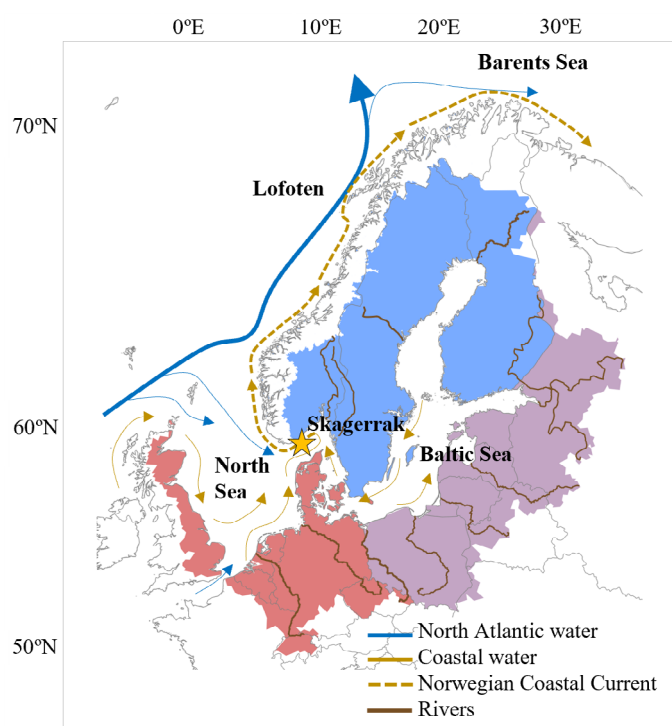 0ºE 10ºE 20ºE 30ºE
Barents Sea
70ºN
Lofoten
60ºN
Skagerrak
North
Sea
Baltic Sea
50ºN
North Atlantic water
Coastal water
Norwegian Coastal Current
Rivers